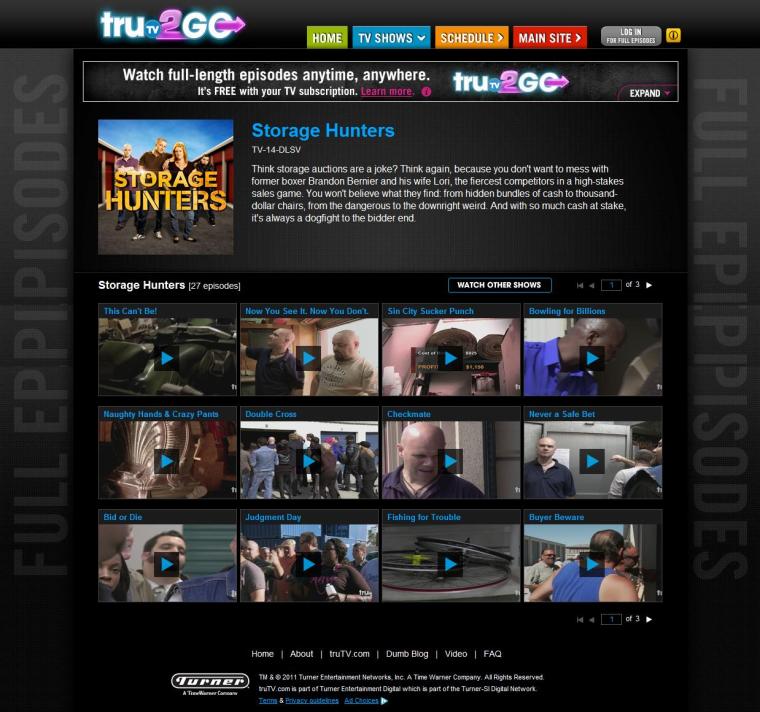 truTV2GO
HOME
TV SHOWS
SCHEDULE
MAIN SITE
LOG IN
FOR FULL EPISODES
Watch full-length episodes anytime, anywhere.
It's FREE with your TV subscription. Learn more.
truTV2GO
EXPAND
FULL EPPIPISODES
FULL EPPIPISODES
STORAGE
HUNTERS
Storage Hunters
TV-14-DLSV
Think storage auctions are a joke? Think again, because you don't want to mess with
former boxer Brandon Bernier and his wife Lori, the fiercest competitors in a high-stakes
sales game. You won't believe what they find: from hidden bundles of cash to thousand-
dollar chairs, from the dangerous to the downright weird. And with so much cash at stake,
it's always a dogfight to the bidder end.
Storage Hunters [27 episodes]
WATCH OTHER SHOWS
1 of 3
This Can't Be!
Now You See It. Now You Don't.
Sin City Sucker Punch
Bowling for Billions
$825
PROFIT $1,150
Naughty Hands & Crazy Pants
Double Cross
Checkmate
Never a Safe Bet
Bid or Die
Judgment Day
Fishing for Trouble
Buyer Beware
1 of 3
Home | About | truTV.com | Dumb Blog | Video | FAQ
Turner
A TimeWarner Company
TM & © 2011 Turner Entertainment Networks, Inc. A Time Warner Company. All Rights Reserved.
truTV.com is part of Turner Entertainment Digital which is part of the Turner-SI Digital Network.
Terms & Privacy guidelines Ad Choices